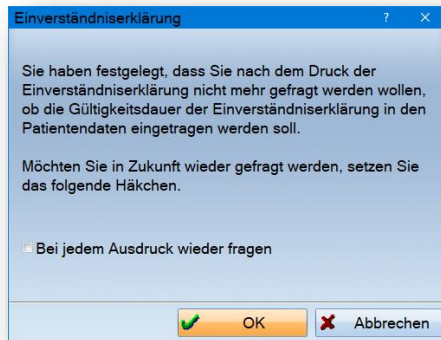 Einverständniserklärung
Sie haben festgelegt, dass Sie nach dem Druck der
Einverständniserklärung nicht mehr gefragt werden wollen,
ob die Gültigkeitsdauer der Einverständniserklärung in den
Patientendaten eingetragen werden soll.
Möchten Sie in Zukunft wieder gefragt werden, setzen Sie
das folgende Häkchen.
Bei jedem Ausdruck wieder fragen
OK Abbrechen